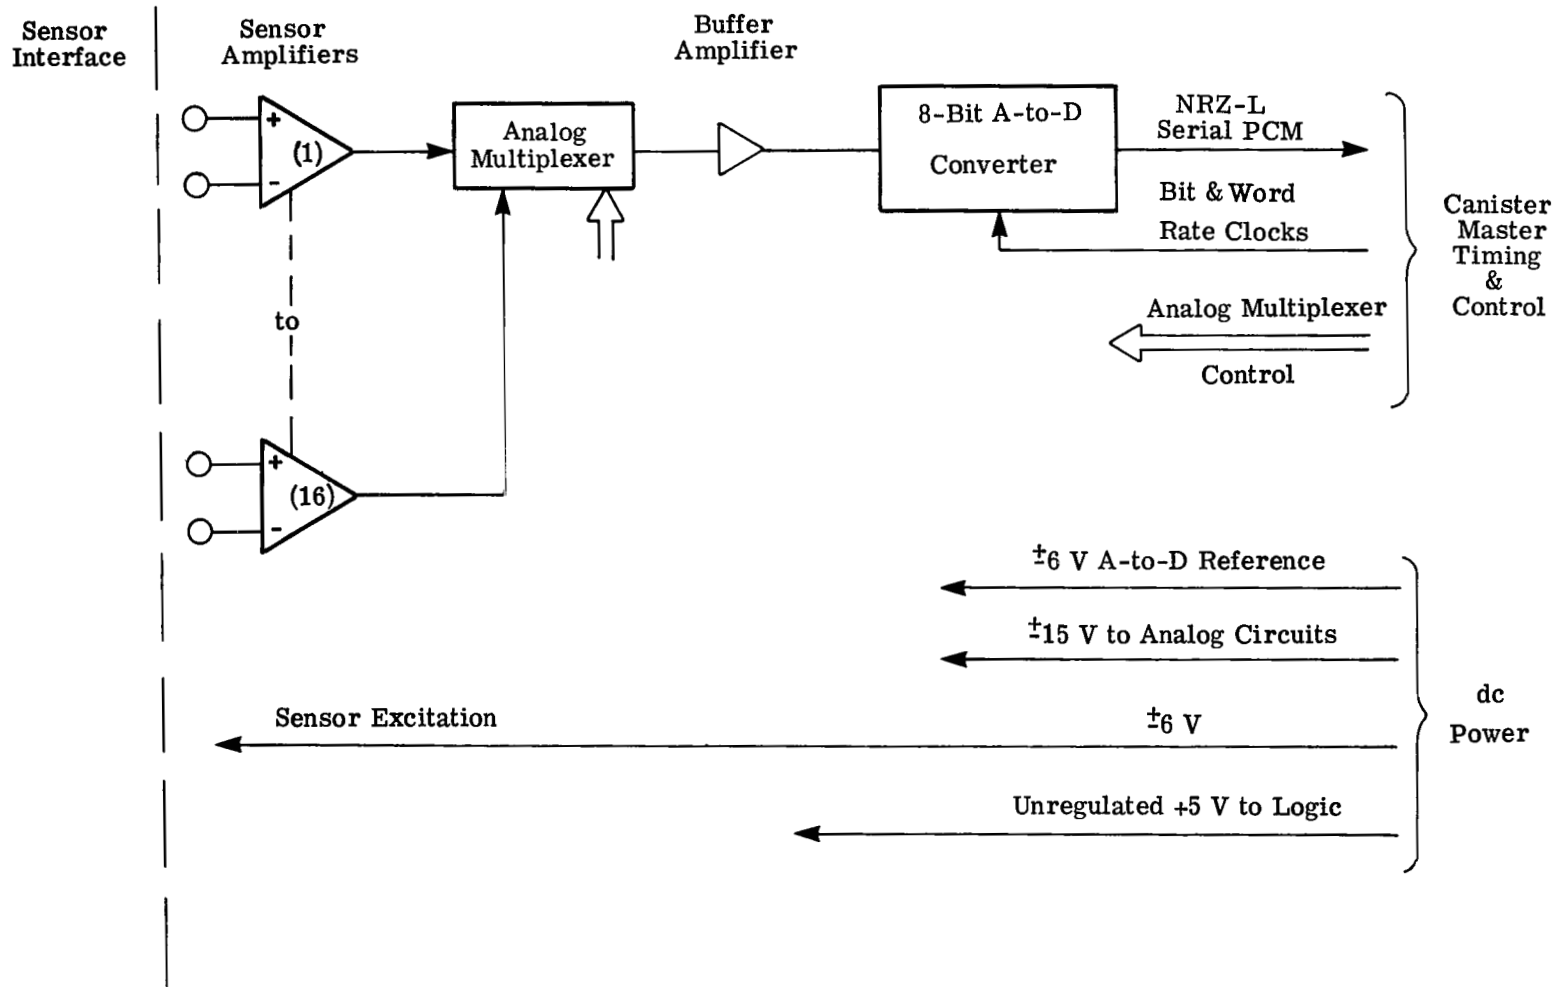 Sensor
Interface
Sensor
Amplifiers
Buffer
Amplifier
+
(1)
-
Analog
Multiplexer
8-Bit A-to-D
Converter
NRZ-L
Serial PCM
Bit & Word
Rate Clocks
Analog Multiplexer
Control
Canister
Master
Timing
&
Control
to
+
(16)
-
±6 V A-to-D Reference
±15 V to Analog Circuits
Sensor Excitation
±6 V
Unregulated +5 V to Logic
dc
Power